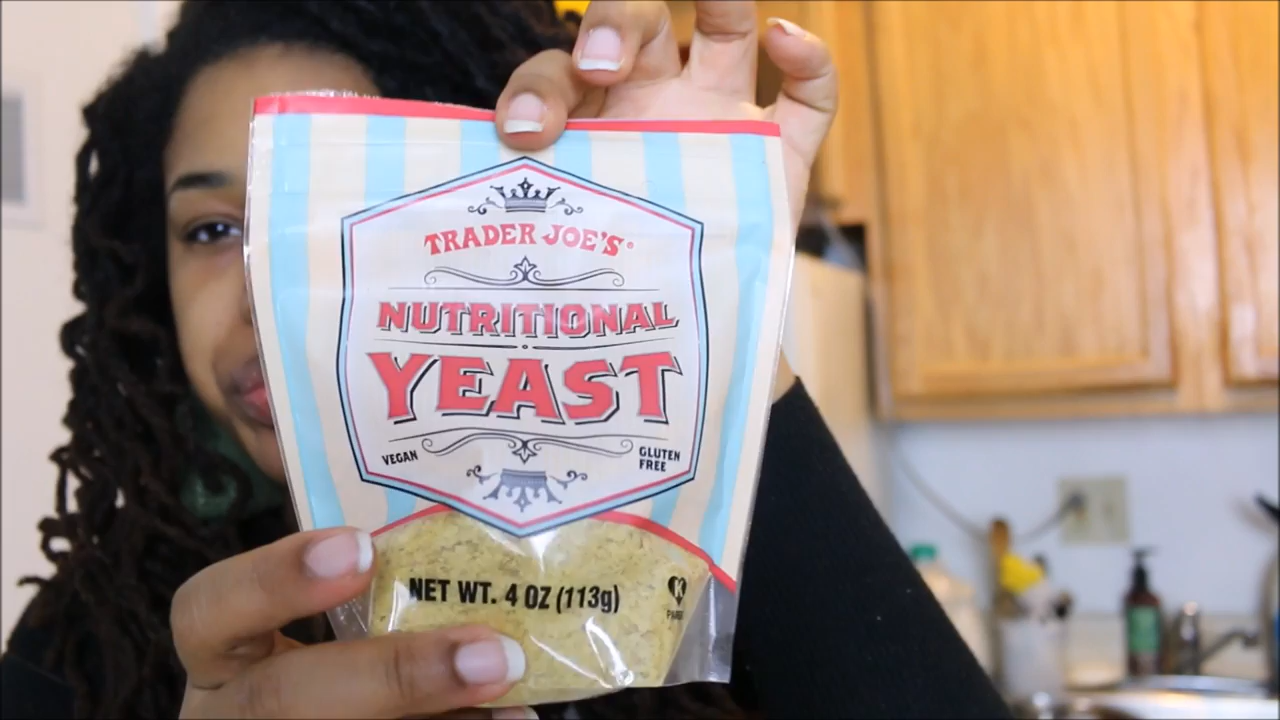 TRADER JOE'S®
NUTRITIONAL
YEAST
VEGAN
GLUTEN
FREE
NET WT. 4 OZ (113g)
K